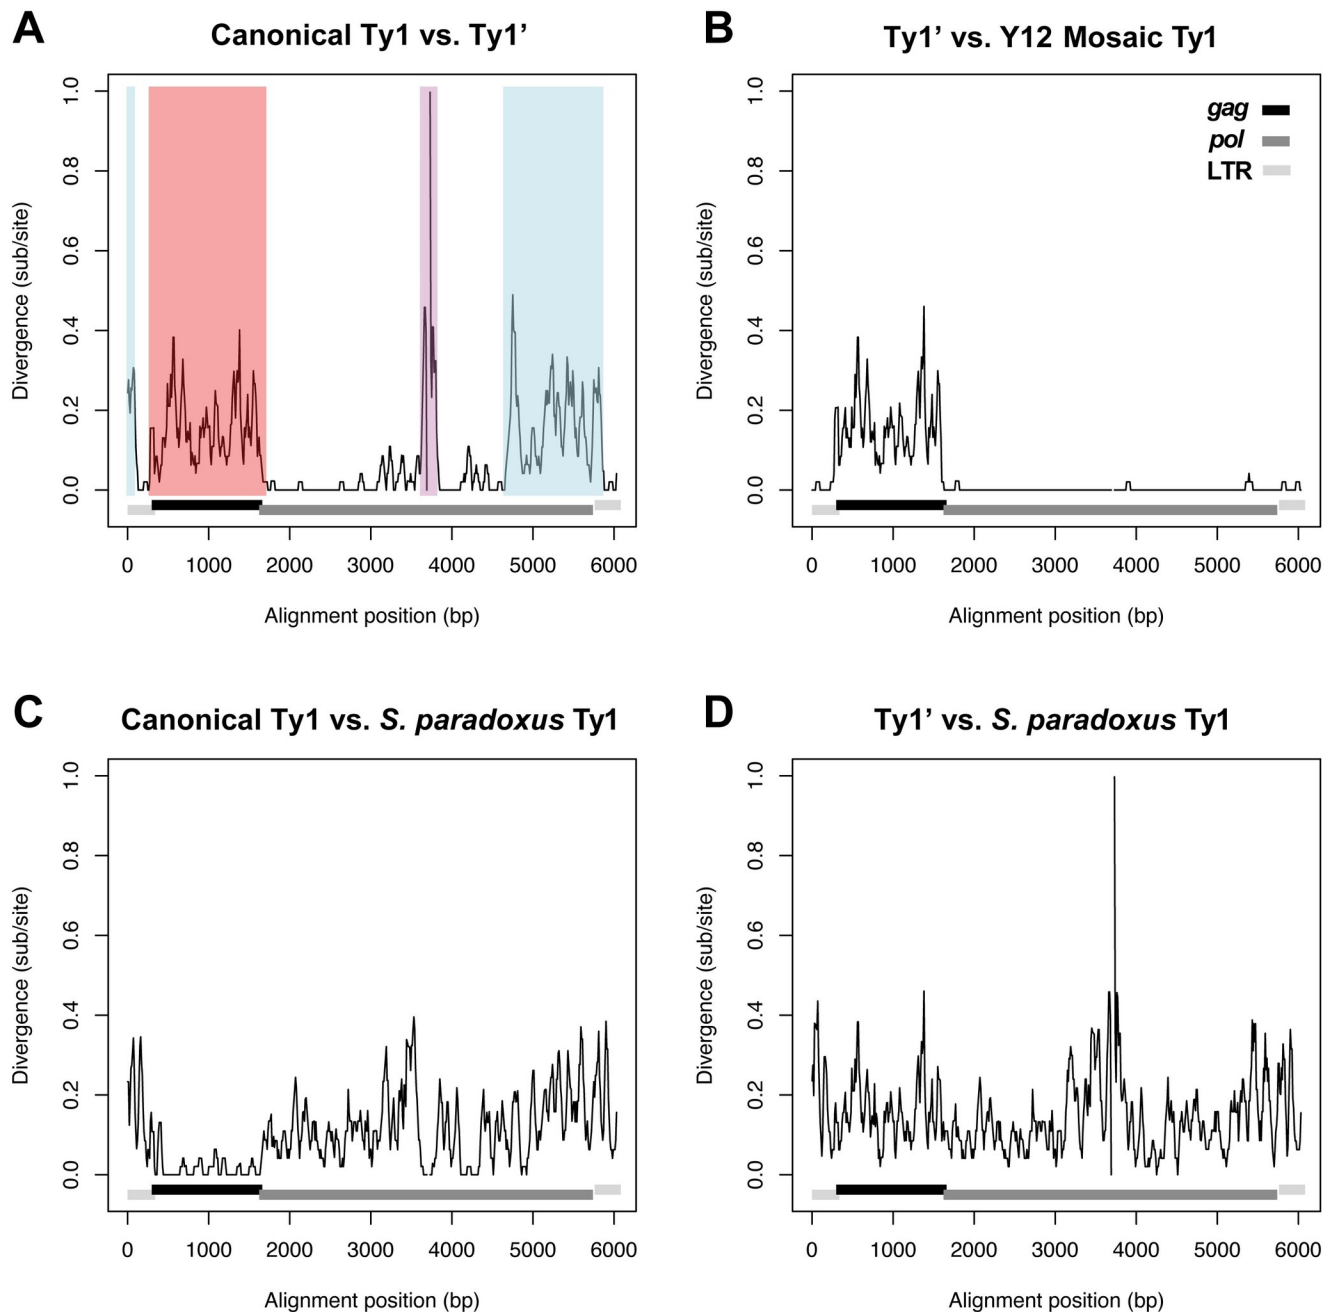 A
Canonical Ty1 vs. Ty1’
Divergence (sub/site)
1.0
0.8
0.6
0.4
0.2
0.0
0 1000 2000 3000 4000 5000 6000
Alignment position (bp)
B
Ty1’ vs. Y12 Mosaic Ty1
gag
pol
LTR
Divergence (sub/site)
1.0
0.8
0.6
0.4
0.2
0.0
0 1000 2000 3000 4000 5000 6000
Alignment position (bp)
C
Canonical Ty1 vs. S. paradoxus Ty1
Divergence (sub/site)
1.0
0.8
0.6
0.4
0.2
0.0
0 1000 2000 3000 4000 5000 6000
Alignment position (bp)
D
Ty1’ vs. S. paradoxus Ty1
Divergence (sub/site)
1.0
0.8
0.6
0.4
0.2
0.0
0 1000 2000 3000 4000 5000 6000
Alignment position (bp)